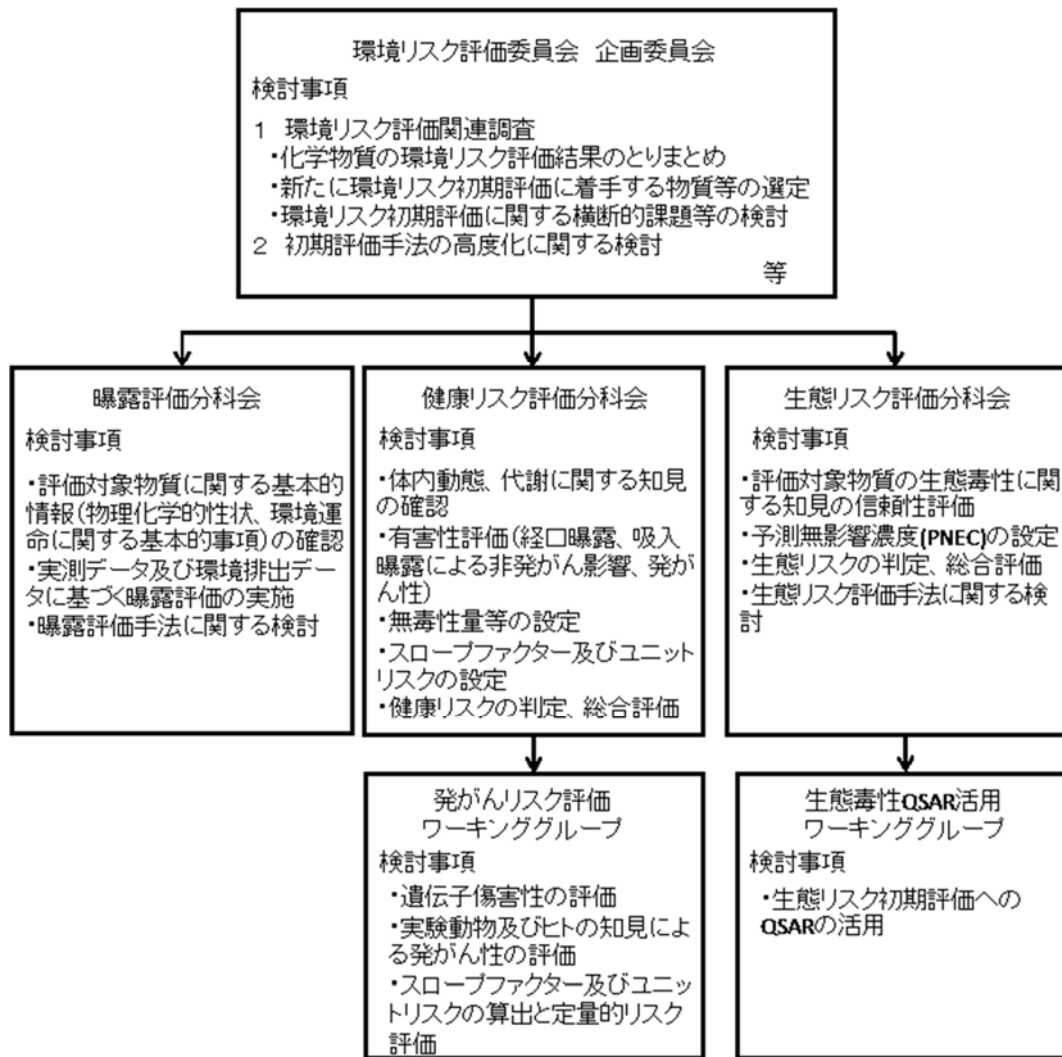 環境リスク評価委員会 企画委員会
検討事項
1 環境リスク評価関連調査
・化学物質の環境リスク評価結果のとりまとめ
・新たに環境リスク初期評価に着手する物質等の選定
・環境リスク初期評価に関する横断的課題等の検討
2 初期評価手法の高度化に関する検討
等
曝露評価分科会
検討事項
・評価対象物質に関する基本的
情報(物理化学的性状、環境運
命に関する基本的事項)の確認
・実測データ及び環境排出デー
タに基づく曝露評価の実施
・曝露評価手法に関する検討
健康リスク評価分科会
検討事項
・体内動態、代謝に関する知見
の確認
・有害性評価(経口曝露、吸入
曝露による非発がん影響、発が
ん性)
・無毒性量等の設定
・スロープファクター及びユニット
リスクの設定
・健康リスクの判定、総合評価
生態リスク評価分科会
検討事項
・評価対象物質の生態毒性に関
する知見の信頼性評価
・予測無影響濃度(PNEC)の設定
・生態リスクの判定、総合評価
・生態リスク評価手法に関する検
討
発がんリスク評価
ワーキンググループ
検討事項
・遺伝子傷害性の評価
・実験動物及びヒトの知見によ
る発がん性の評価
・スロープファクター及びユニッ
トリスクの算出と定量的リスク
評価
生態毒性QSAR活用
ワーキンググループ
検討事項
・生態リスク初期評価への
QSARの活用